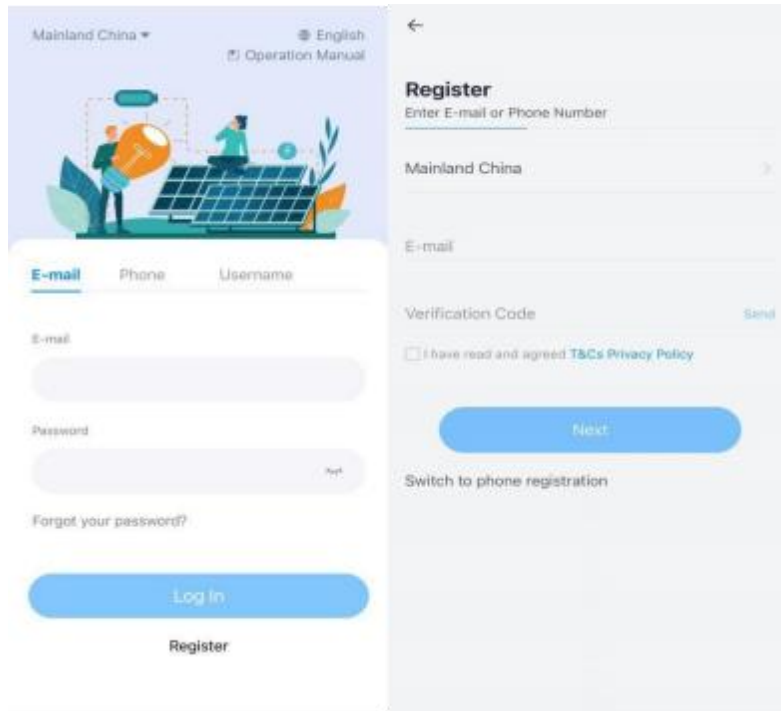 Mainland China
English
Operation Manual
E-mail Phone Username
E-mail
Password
Forgot your password?
Log In
Register
Register
Enter E-mail or Phone Number
Mainland China
E-mail
Verification Code Send
I have read and agreed T&Cs Privacy Policy
Next
Switch to phone registration